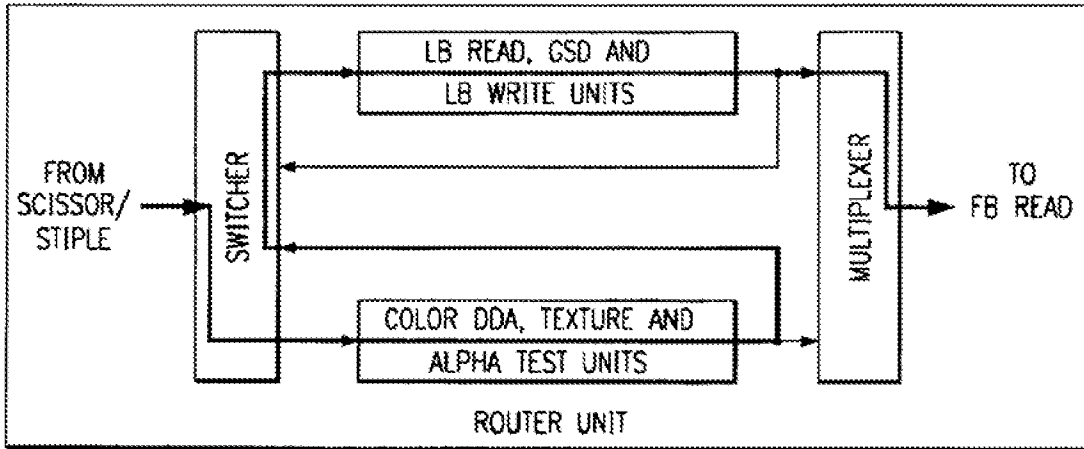 LB READ, GSD AND
LB WRITE UNITS
FROM
SCISSOR/
STIPLE
SWITCHER
MULTIPLEXER
TO
FB READ
COLOR DDA, TEXTURE AND
ALPHA TEST UNITS
ROUTER UNIT